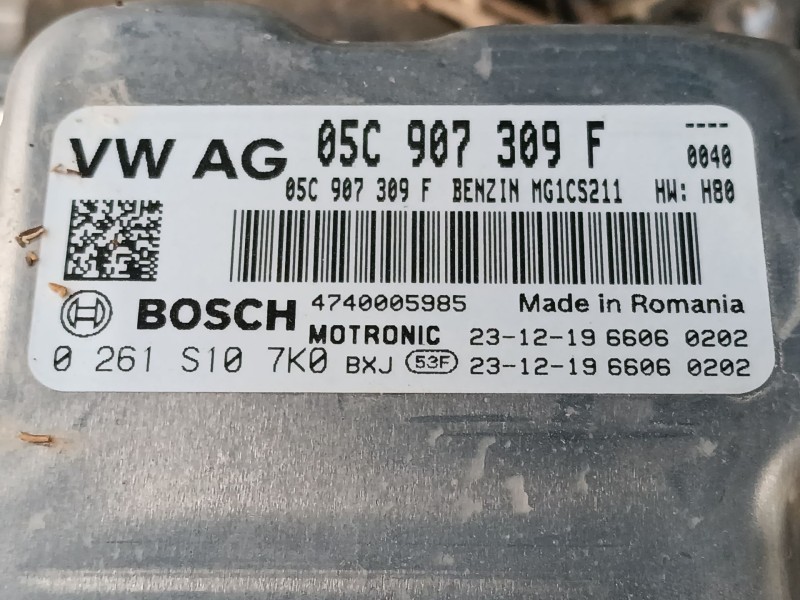 VW AG 05C 907 309 F ----
0040
05C 907 309 F BENZIN MG1CS211 HW: H80
BOSCH 4740005985 Made in Romania
MOTRONIC 23-12-19 6606 0202
0 261 S10 7K0 BXJ 53F 23-12-19 6606 0202